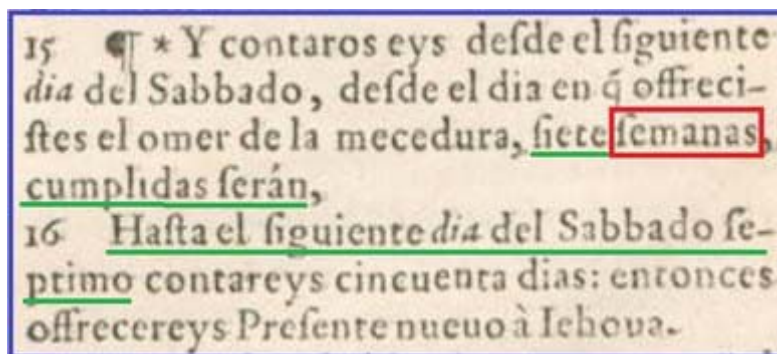 15 ¶ * Y contaros eys deſde el ſiguiente
dia del Sabbado, deſde el dia en q̃ offreci-
ſtes el omer de la mecedura, ſiete ſemanas,
cumplidas ſerán,
16 Haſta el ſiguiente dia del Sabbado ſe-
ptimo contareys cincuenta dias: entonces
offrecereys Preſente nueuo à Iehoua.